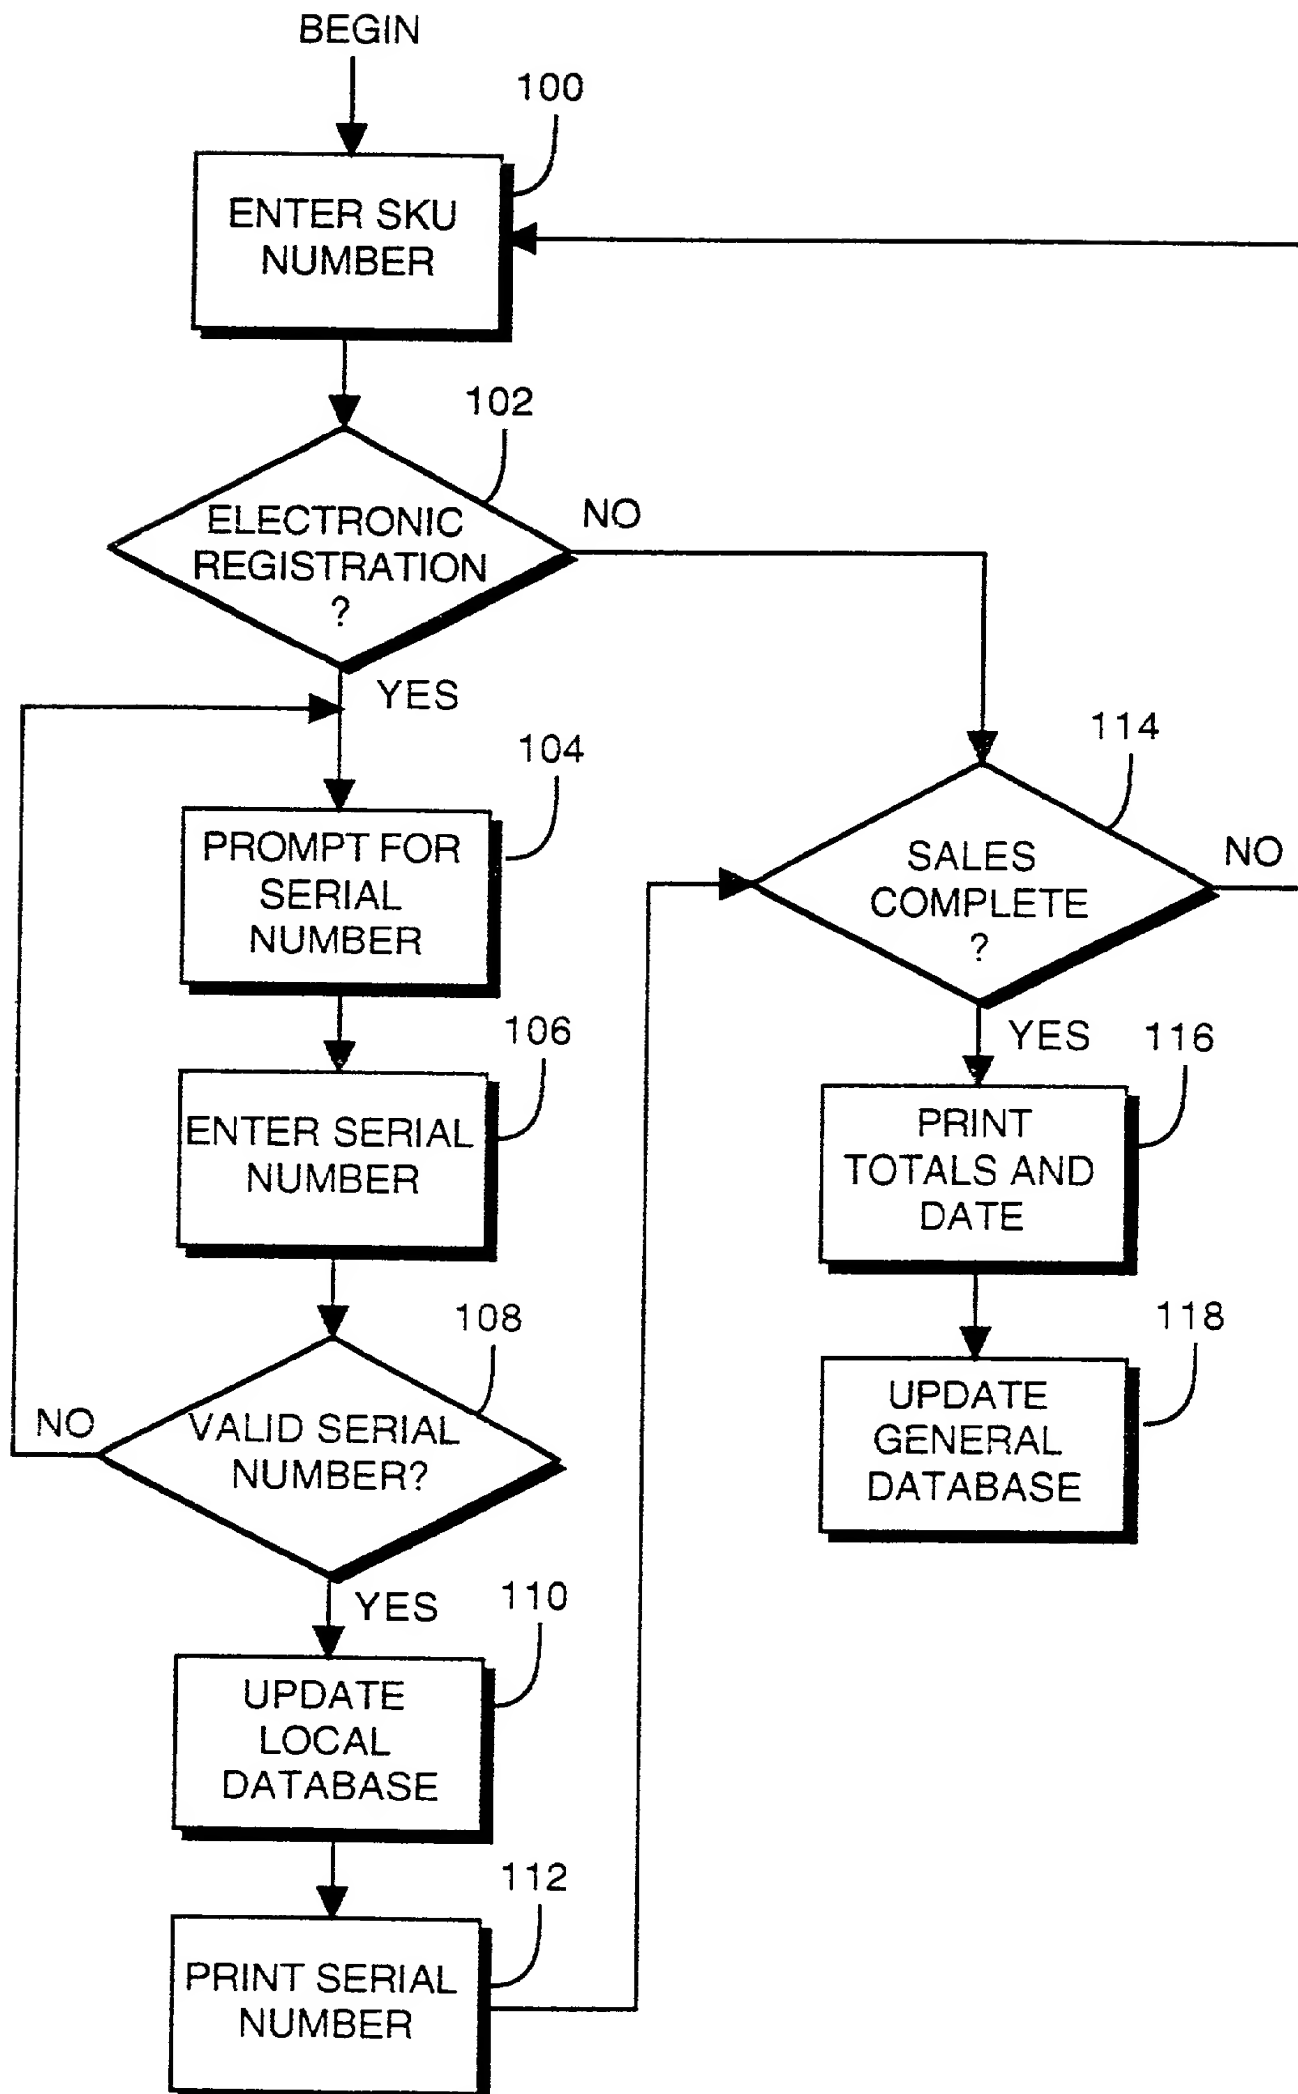 BEGIN
100
ENTER SKU
NUMBER
102
ELECTRONIC
REGISTRATION
?
NO
YES
104
PROMPT FOR
SERIAL
NUMBER
106
ENTER SERIAL
NUMBER
108
VALID SERIAL
NUMBER?
NO
YES
110
UPDATE
LOCAL
DATABASE
112
PRINT SERIAL
NUMBER
114
SALES
COMPLETE
?
NO
YES
116
PRINT
TOTALS AND
DATE
118
UPDATE
GENERAL
DATABASE